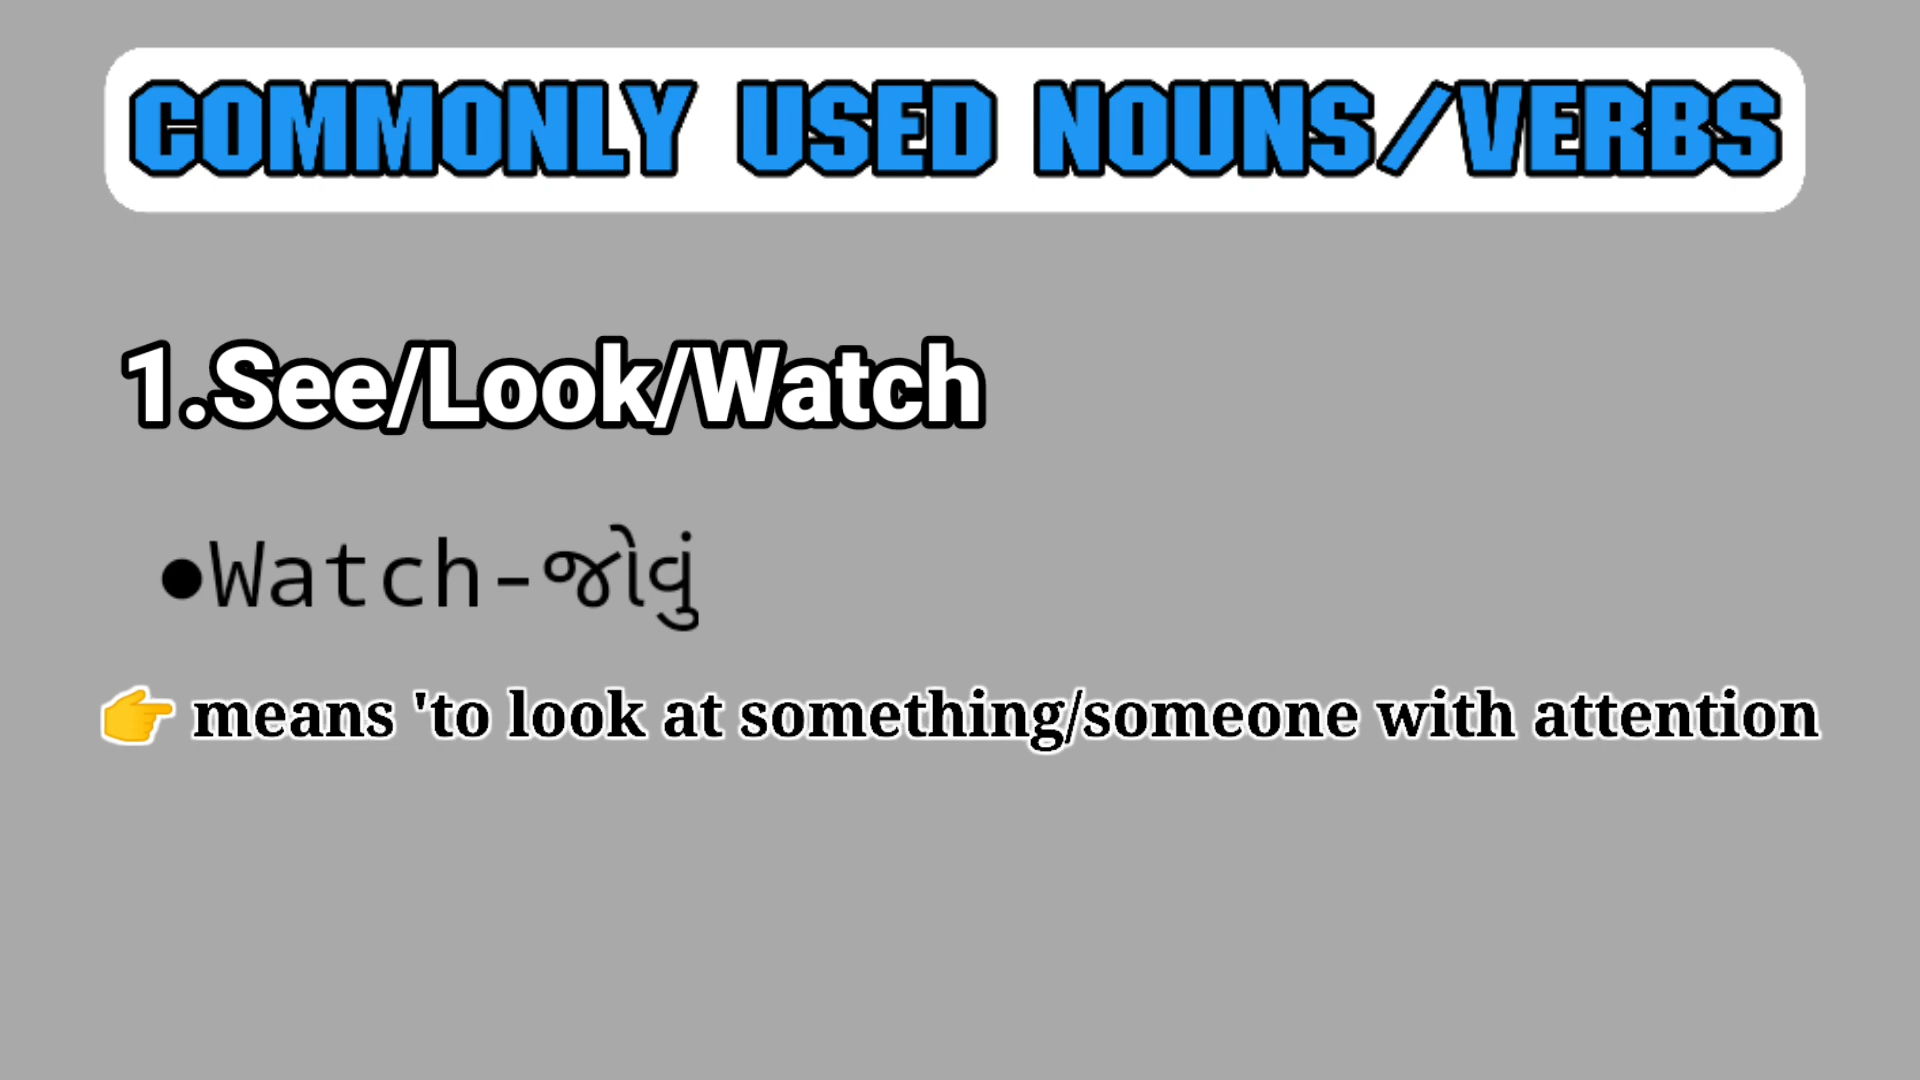 COMMONLY USED NOUNS/VERBS
1.See/Look/Watch
●Watch-જોવું
👉 means 'to look at something/someone with attention